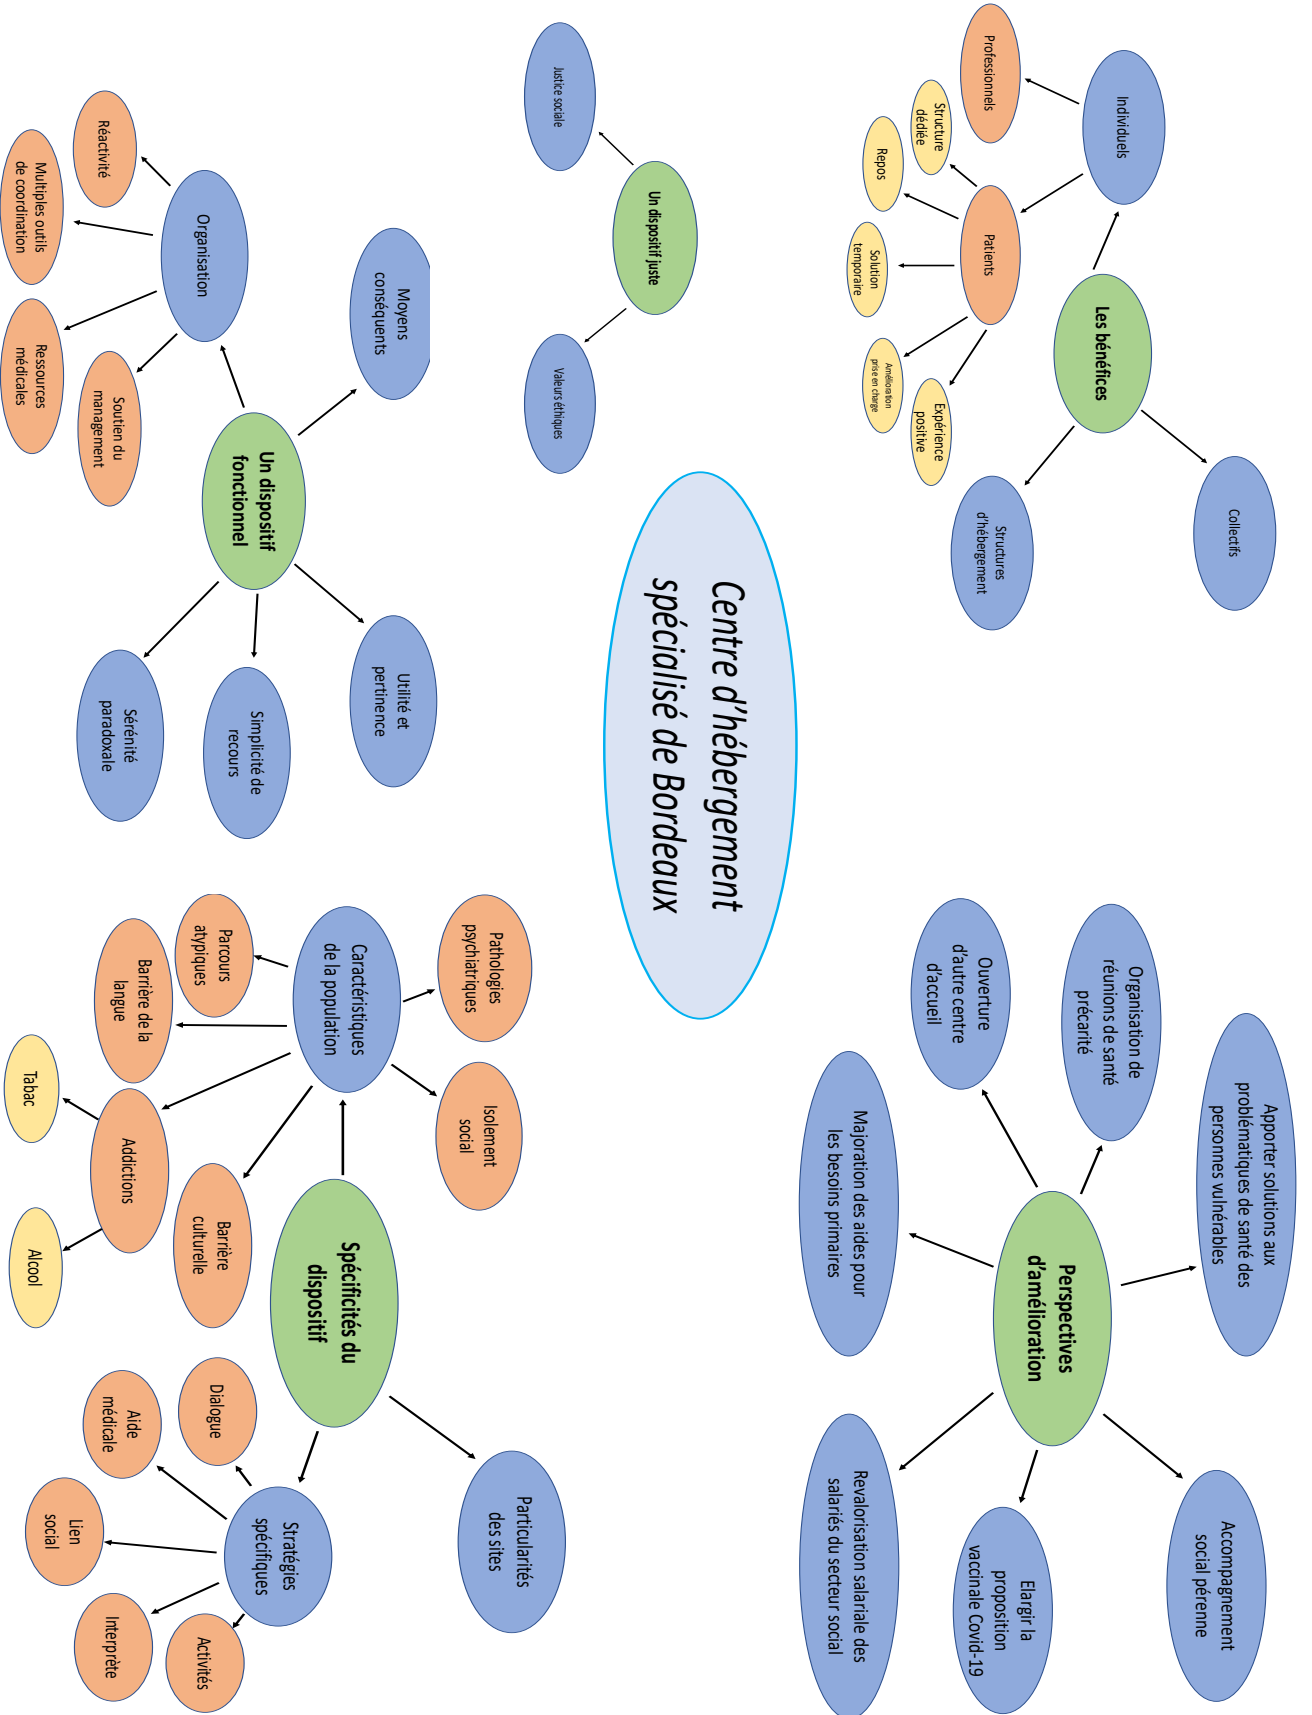 Les bénéfices
Individuels
Professionnels
Patients
Structure
dédiée
Repos
Solution
temporaire
Amélioration
prise en charge
Expérience
positive
Structures
d'hébergement
Collectifs
Un dispositif juste
Justice sociale
Valeurs éthiques
Un dispositif
fonctionnel
Moyens
conséquents
Organisation
Réactivité
Multiples outils
de coordination
Ressources
médicales
Soutien du
management
Utilité et
pertinence
Simplicité de
recours
Sérénité
paradoxale
Centre d'hébergement
spécialisé de Bordeaux
Perspectives
d'amélioration
Apporter solutions aux
problématiques de santé des
personnes vulnérables
Organisation de
réunions de santé
précarité
Ouverture
d'autre centre
d'accueil
Majoration des aides pour
les besoins primaires
Revalorisation salariale des
salariés du secteur social
Elargir la
proposition
vaccinale Covid-19
Accompagnement
social pérenne
Spécificités du
dispositif
Caractéristiques
de la population
Pathologies
psychiatriques
Isolement
social
Parcours
atypiques
Barrière de la
langue
Addictions
Tabac
Alcool
Barrière
culturelle
Particularités
des sites
Stratégies
spécifiques
Dialogue
Aide
médicale
Lien
social
Interprète
Activités